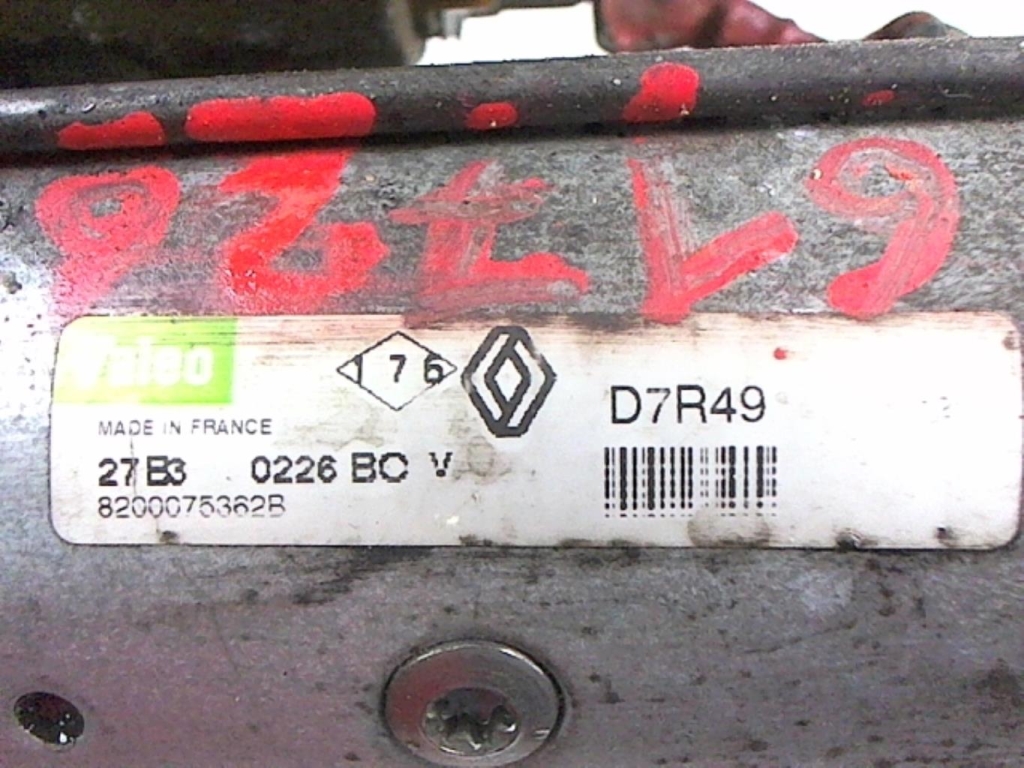 Valeo
176
D7R49
MADE IN FRANCE
27B3 0226 BC V
8200075362B